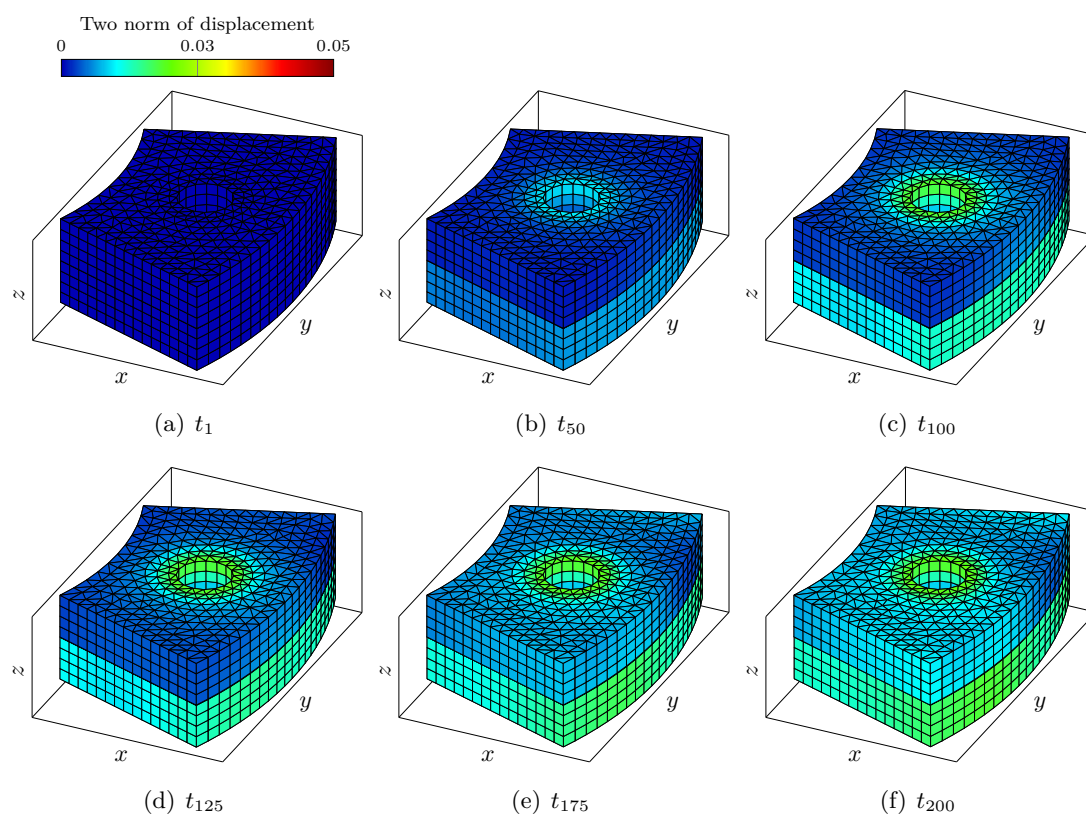 Two norm of displacement
0 0.03 0.05
z x y
z x y
z x y
(a) t₁
(b) t₅₀
(c) t₁₀₀
z x y
z x y
z x y
(d) t₁₂₅
(e) t₁₇₅
(f) t₂₀₀